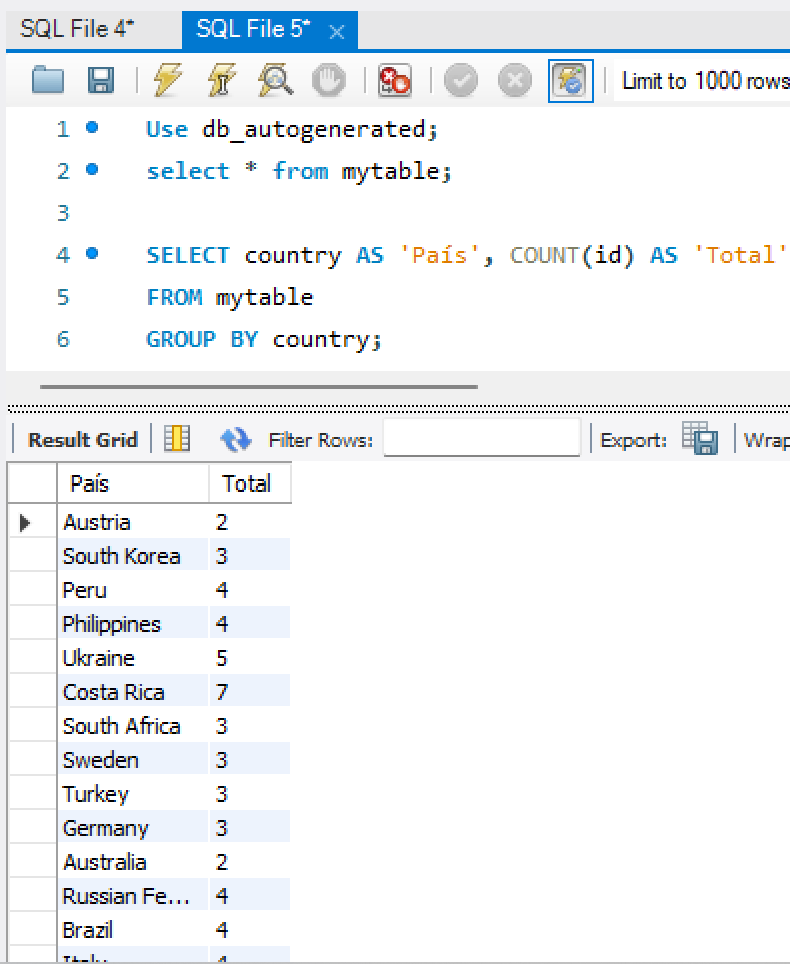 SQL File 4* SQL File 5*
Limit to 1000 rows
1 Use db_autogenerated;
2 select * from mytable;
3
4 SELECT country AS 'País', COUNT(id) AS 'Total'
5 FROM mytable
6 GROUP BY country;
Result Grid Filter Rows: Export: Wrap
País Total
Austria 2
South Korea 3
Peru 4
Philippines 4
Ukraine 5
Costa Rica 7
South Africa 3
Sweden 3
Turkey 3
Germany 3
Australia 2
Russian Fe... 4
Brazil 4